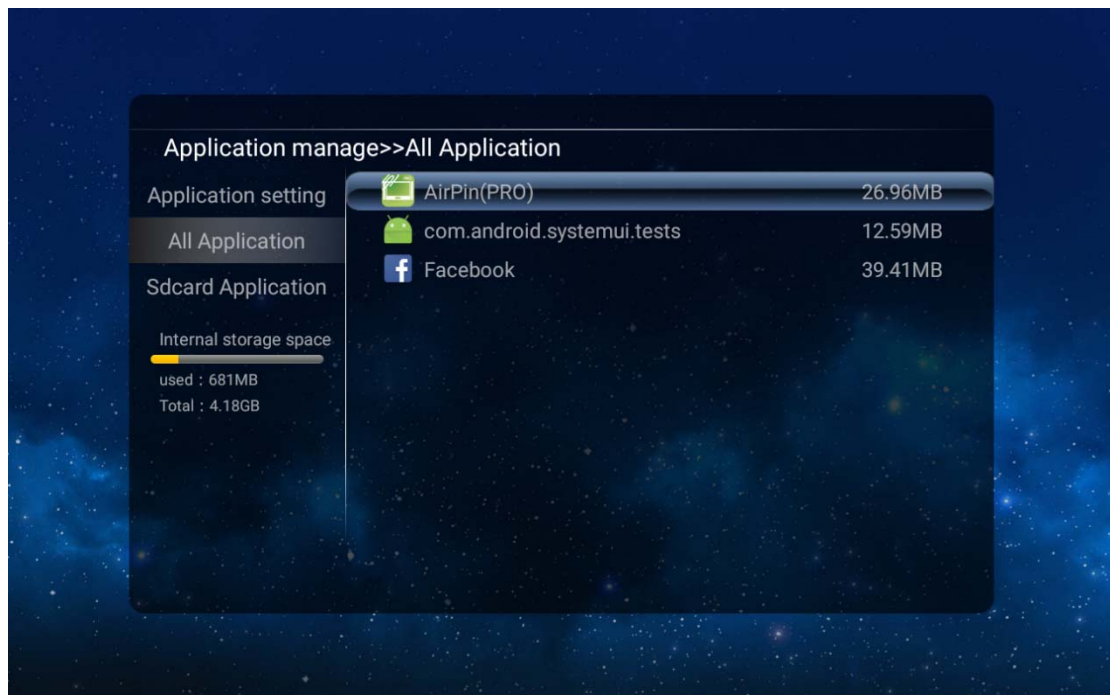 Application manage>>All Application
Application setting
All Application
Sdcard Application
Internal storage space
used : 681MB
Total : 4.18GB
AirPin(PRO) 26.96MB
com.android.systemui.tests 12.59MB
Facebook 39.41MB